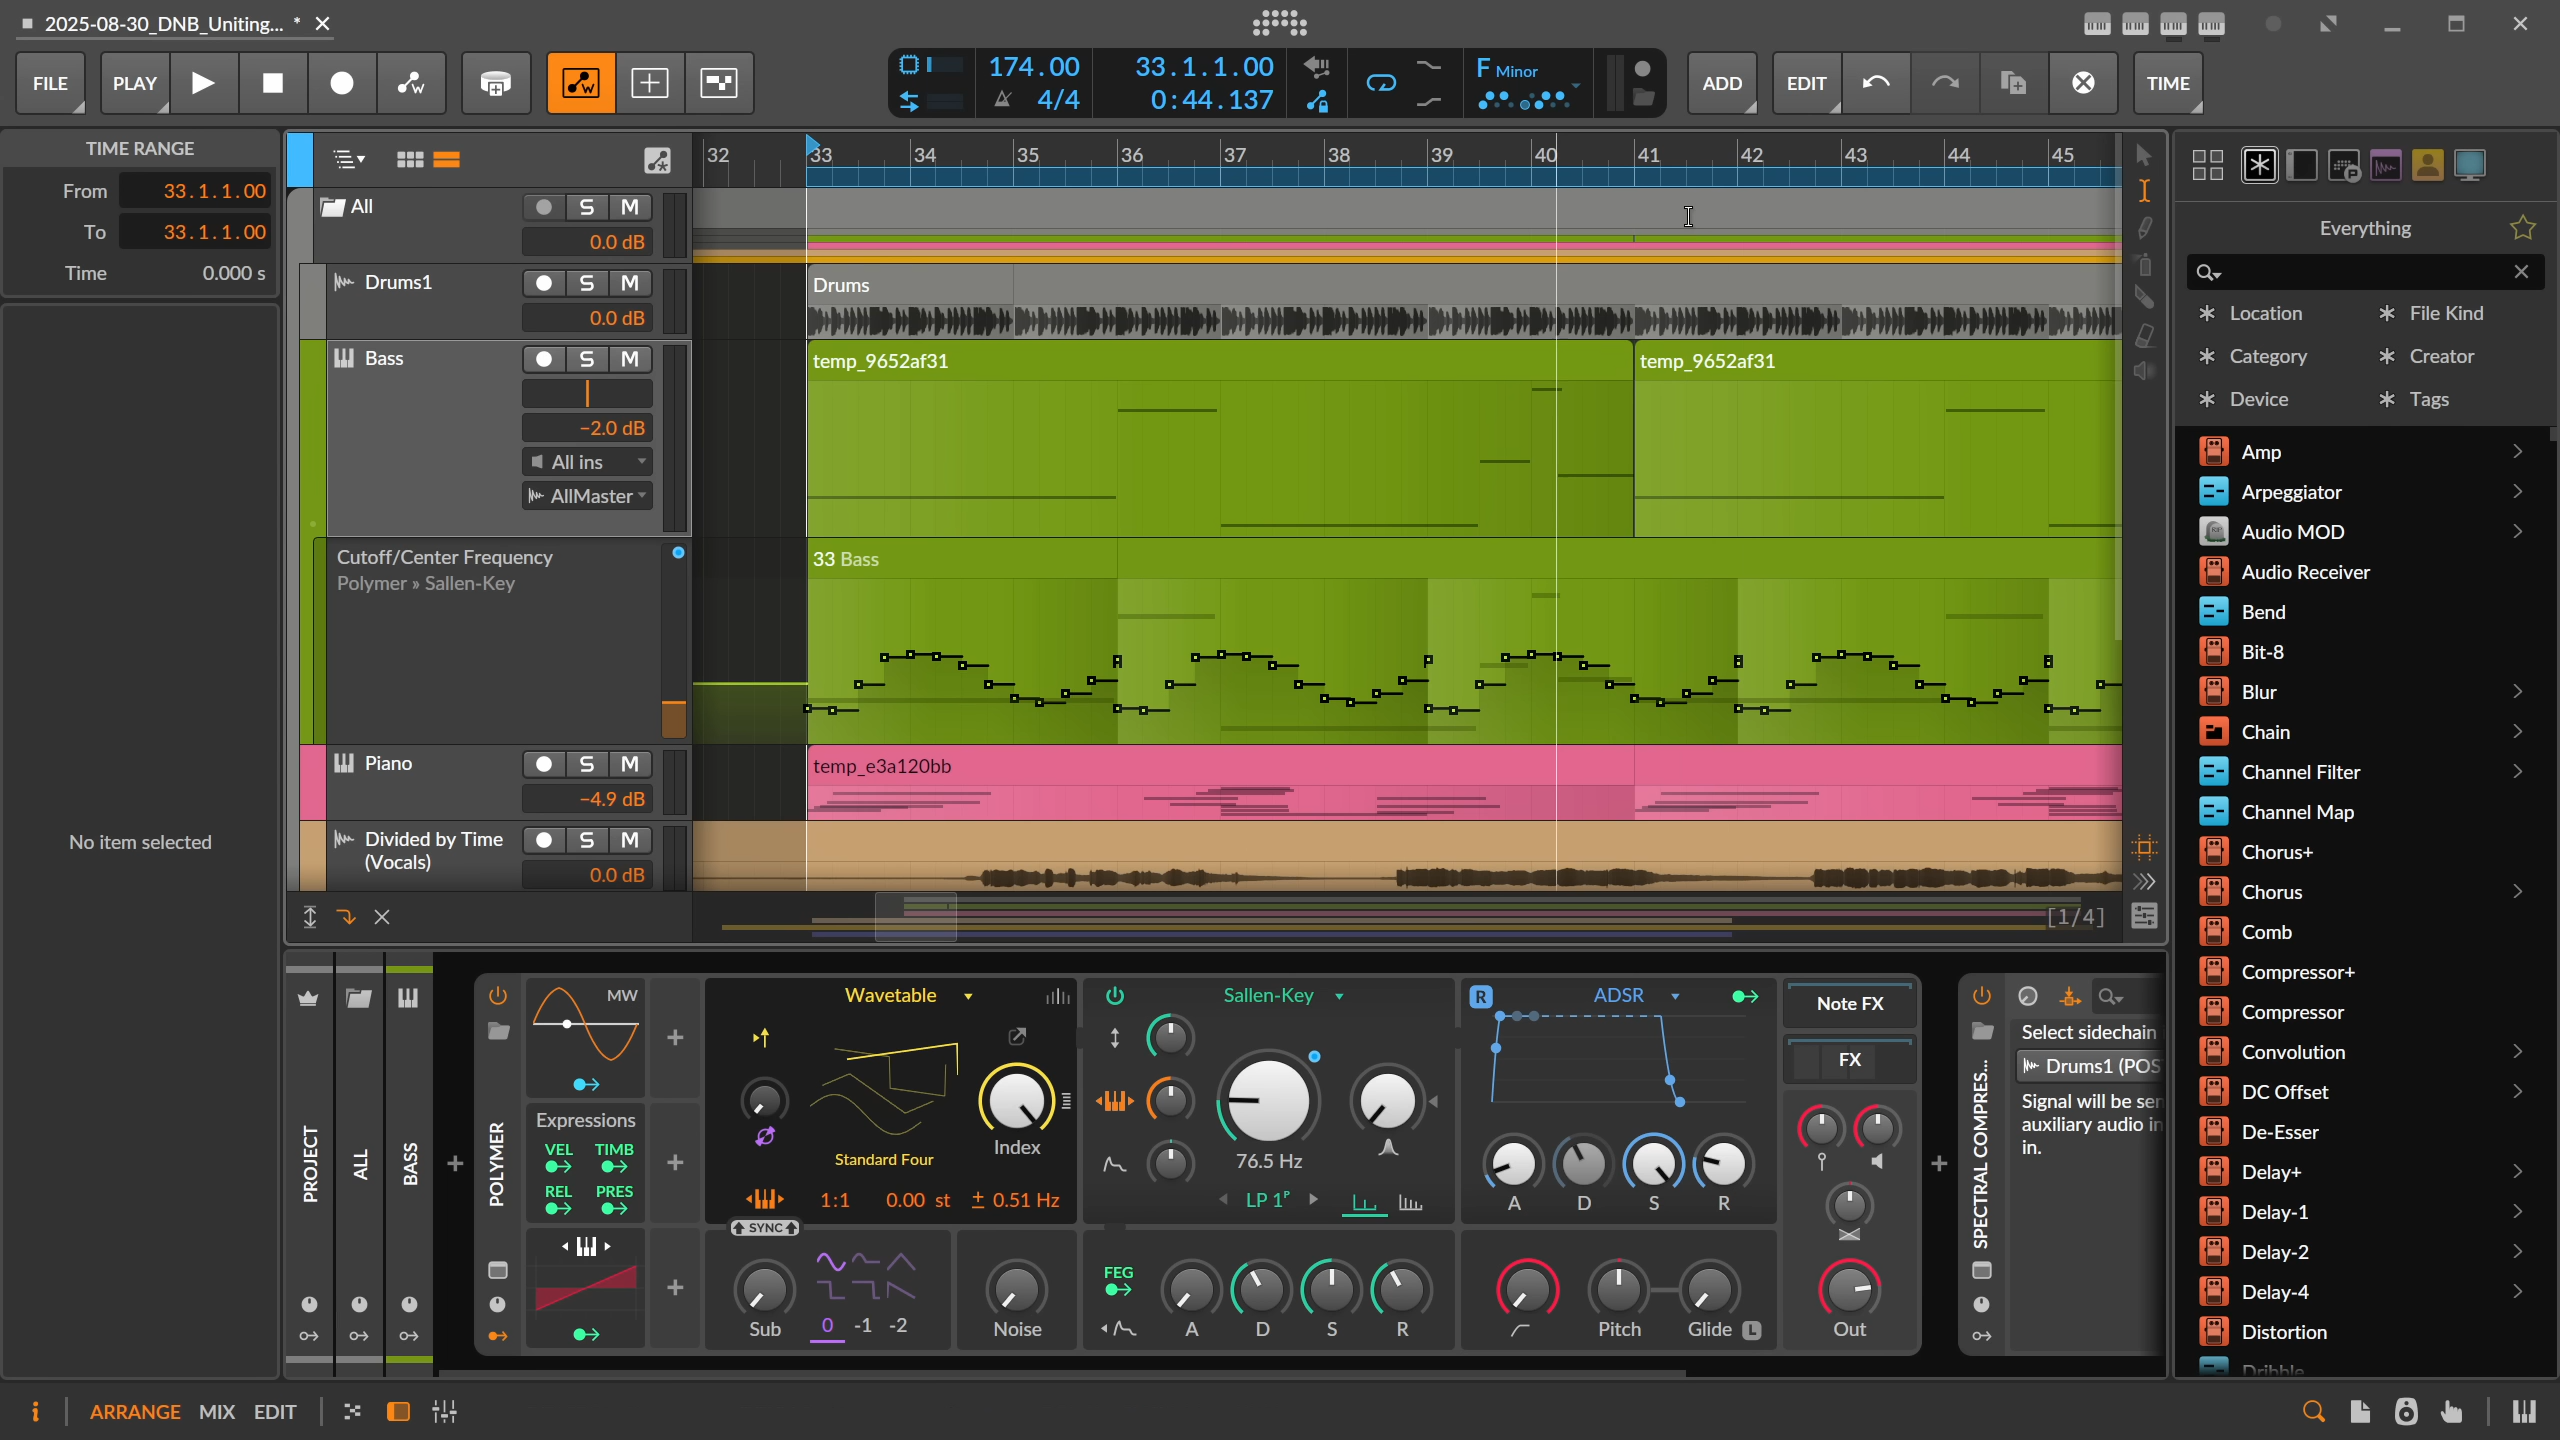 2025-08-30_DNB_Uniting... *
FILE
PLAY
174.00
4/4
33.1.1.00
0:44.137
F Minor
ADD
EDIT
TIME
TIME RANGE
From 33.1.1.00
To 33.1.1.00
Time 0.000 s
No item selected
32 33 34 35 36 37 38 39 40 41 42 43 44 45
All S M
0.0 dB
Drums1 S M
0.0 dB
Drums
Bass S M
-2.0 dB
All ins
AllMaster
temp_9652af31
temp_9652af31
Cutoff/Center Frequency
Polymer » Sallen-Key
33 Bass
Piano S M
-4.9 dB
temp_e3a120bb
Divided by Time
(Vocals)
S M
0.0 dB
[1/4]
Everything
Location
File Kind
Category
Creator
Device
Tags
Amp
Arpeggiator
Audio MOD
Audio Receiver
Bend
Bit-8
Blur
Chain
Channel Filter
Channel Map
Chorus+
Chorus
Comb
Compressor+
Compressor
Convolution
DC Offset
De-Esser
Delay+
Delay-1
Delay-2
Delay-4
Distortion
Dribble
PROJECT
ALL
BASS
POLYMER
MW
Expressions
VEL TIMB
REL PRES
Wavetable
Index
Standard Four
1:1 0.00 st ± 0.51 Hz
SYNC
Sub
0 -1 -2
Noise
Sallen-Key
76.5 Hz
LP 1ᴾ
FEG
A D S R
R
ADSR
A D S R
Pitch
Glide L
Note FX
FX
Out
SPECTRAL COMPRES...
Select sidechain
Drums1 (POS
Signal will be sen
auxiliary audio in
in.
ARRANGE MIX EDIT